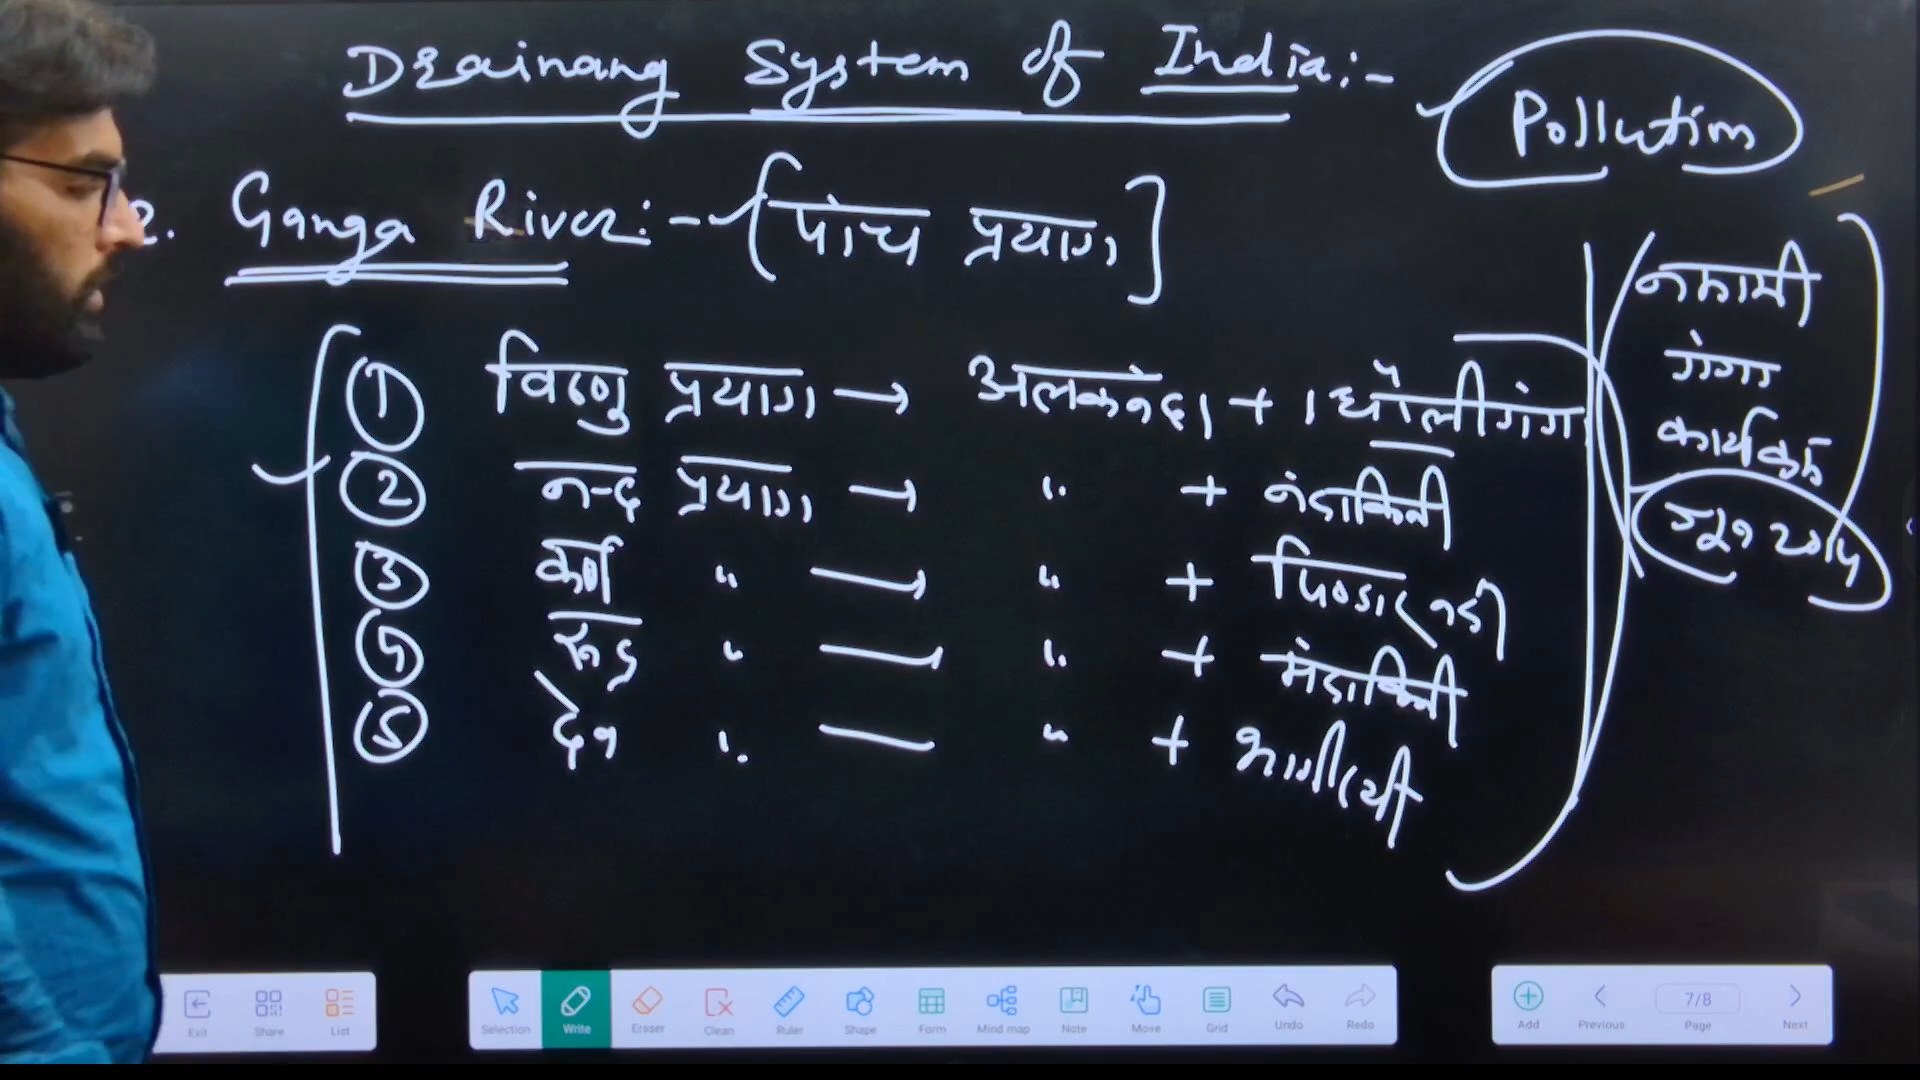 Drainang System of India:-
Pollution
2. Ganga River:- [पांच प्रयाग]
① विष्णु प्रयाग → अलकनंदा + धौलीगंगा
② नन्द प्रयाग → " + नंदाकिनी
③ कर्ण " → " + पिण्डार नदी
" → " + मंदाकिनी
रूद्र
⑤ देव " — " + भागीरथी
नमामी
गंगा
कार्यक्रम
जून 2014
Exit Share List
Selection Write Eraser Clean Ruler Shape Form Mind map Note Move Grid Undo Redo
Add Previous 7/8 Page Next